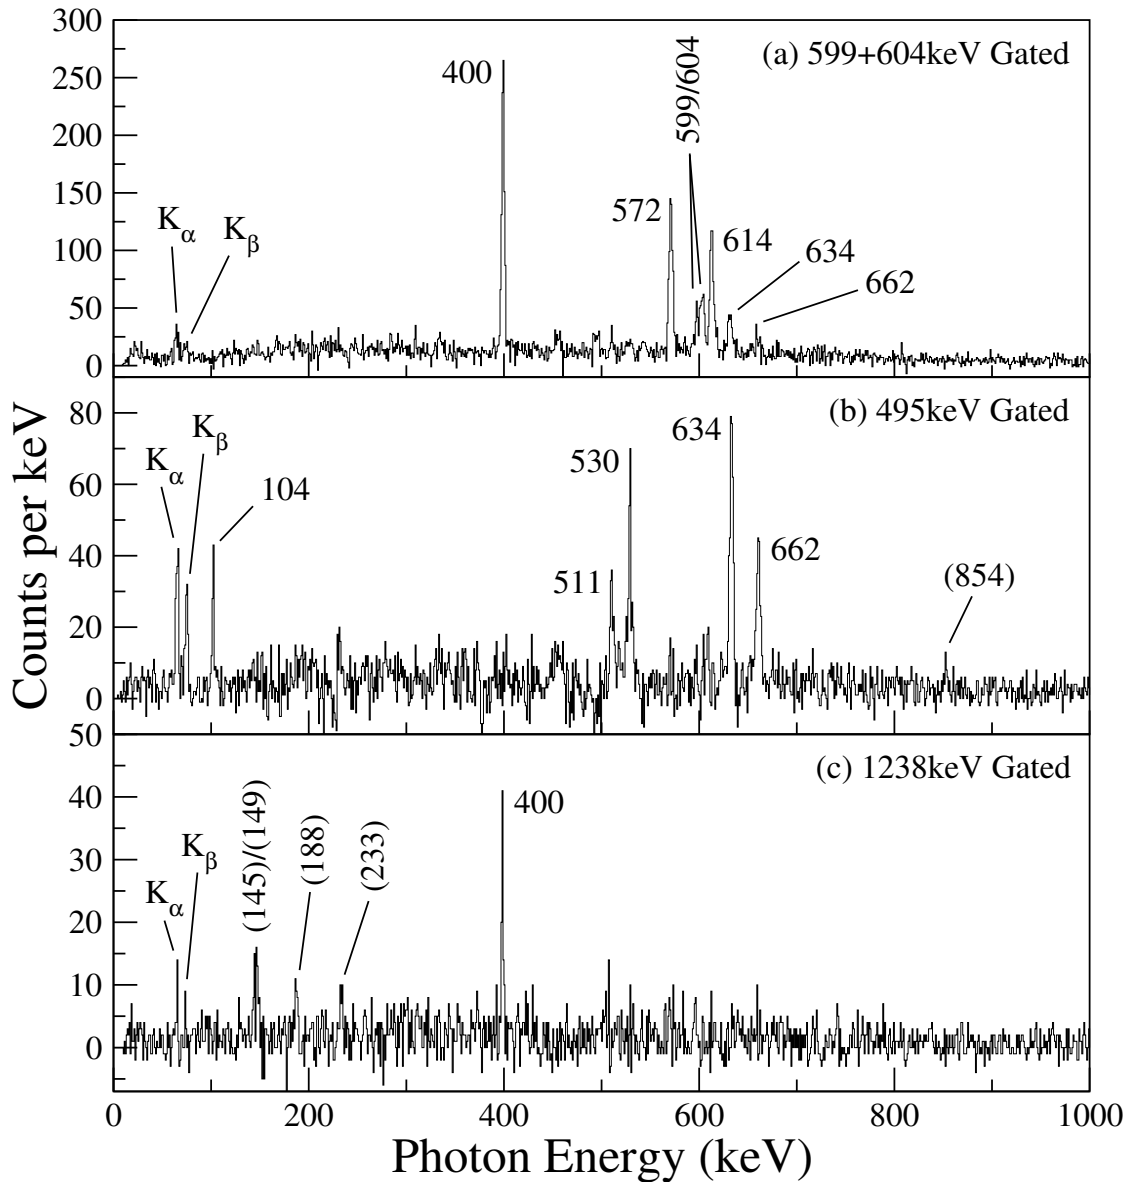 300
250
200
150
100
50
0
(a) 599+604keV Gated
400
572
599/604
614
634
662
Kα
Kβ
80
60
40
20
0
(b) 495keV Gated
Kα
Kβ
104
511
530
634
662
(854)
50
40
30
20
10
0
(c) 1238keV Gated
Kα
Kβ
(145)/(149)
(188)
(233)
400
0 200 400 600 800 1000
Photon Energy (keV)
Counts per keV